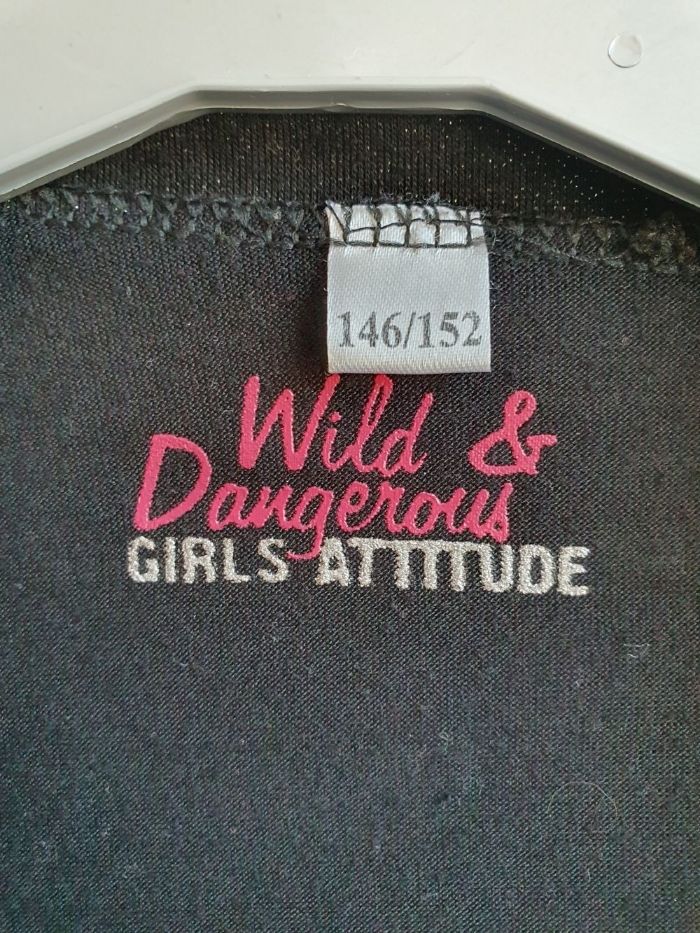 146/152
Wild &
Dangerous
GIRLS ATTITUDE